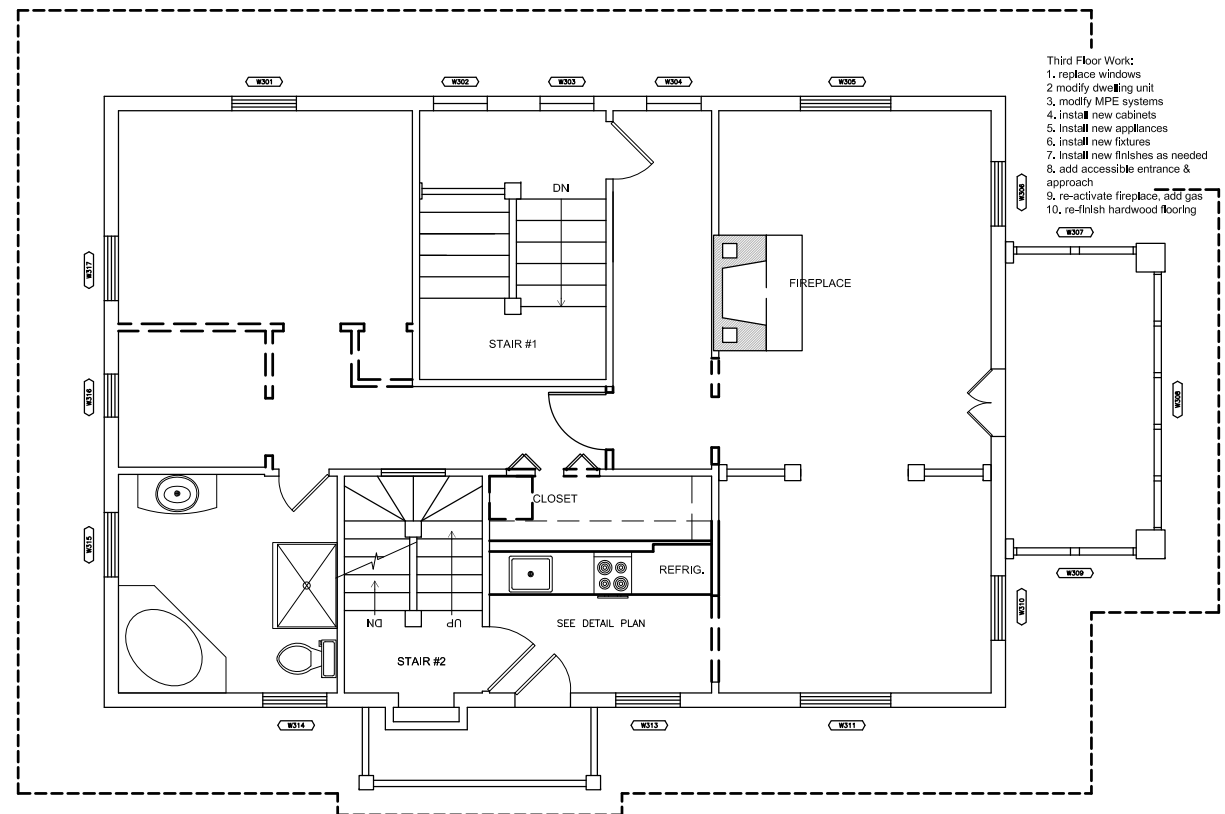 W301
W302
W303
W304
W305
Third Floor Work:
1. replace windows
2 modify dwelling unit
3. modify MPE systems
4. install new cabinets
5. Install new appliances
6. install new fixtures
7. Install new finishes as needed
8. add accessible entrance &
approach
9. re-activate fireplace, add gas
10. re-finish hardwood flooring
W306
W307
DN
W317
FIREPLACE
STAIR #1
W316
W308
CLOSET
W315
REFRIG.
W309
W310
DN
UP
SEE DETAIL PLAN
STAIR #2
W314
W313
W311